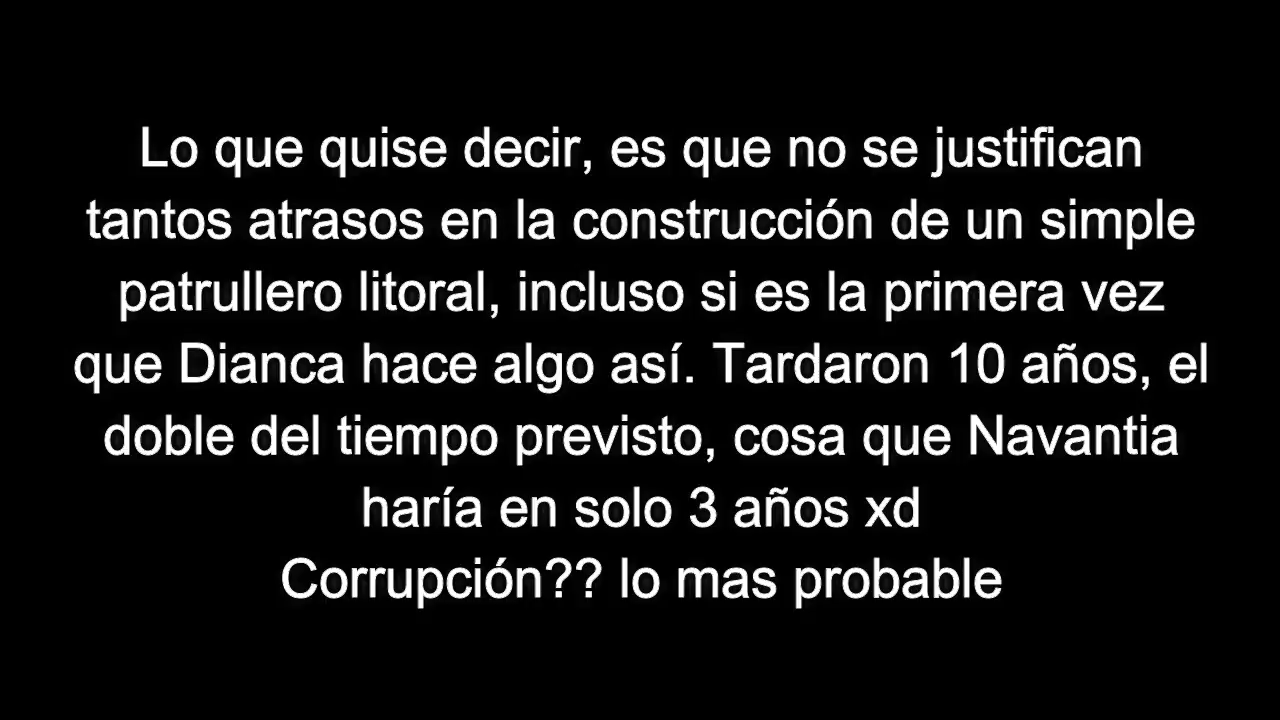 Lo que quise decir, es que no se justifican
tantos atrasos en la construcción de un simple
patrullero litoral, incluso si es la primera vez
que Dianca hace algo así. Tardaron 10 años, el
doble del tiempo previsto, cosa que Navantia
haría en solo 3 años xd
Corrupción?? lo mas probable